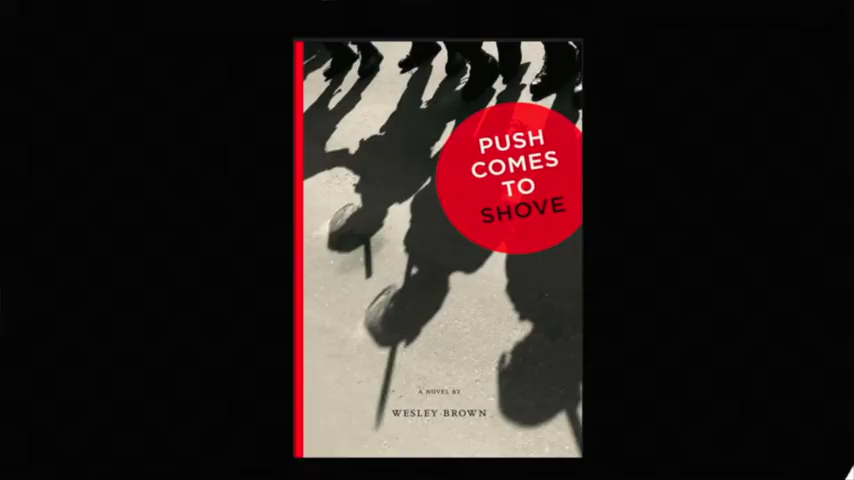 PUSH
COMES
TO
SHOVE
A NOVEL BY
WESLEY BROWN